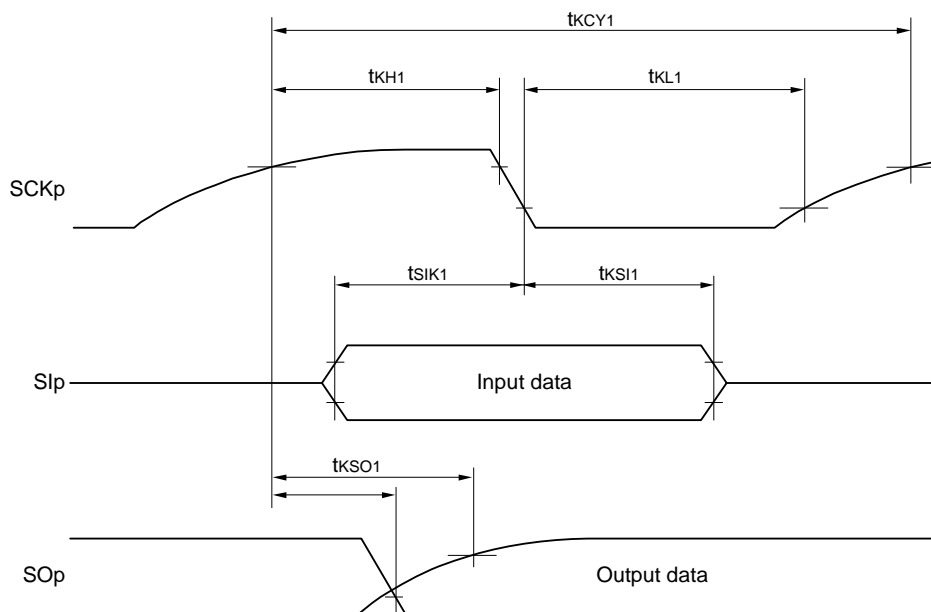 tKCY1
tKH1
tKL1
SCKp
tSIK1
tKSI1
SIp
Input data
tKSO1
SOp
Output data